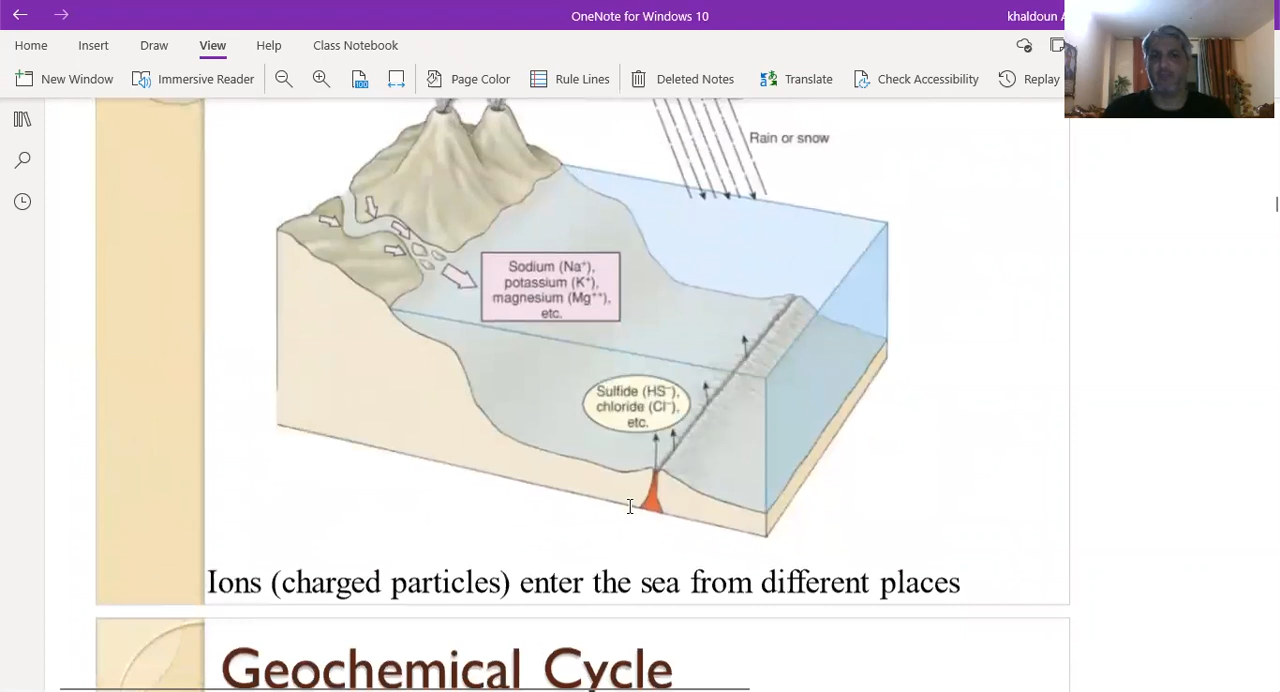 OneNote for Windows 10
khaldoun
Home Insert Draw View Help Class Notebook
New Window Immersive Reader Page Color Rule Lines Deleted Notes Translate Check Accessibility Replay
Rain or snow
Sodium (Na⁺),
potassium (K⁺),
magnesium (Mg⁺⁺),
etc.
Sulfide (HS⁻),
chloride (Cl⁻),
etc.
Ions (charged particles) enter the sea from different places
Geochemical Cycle